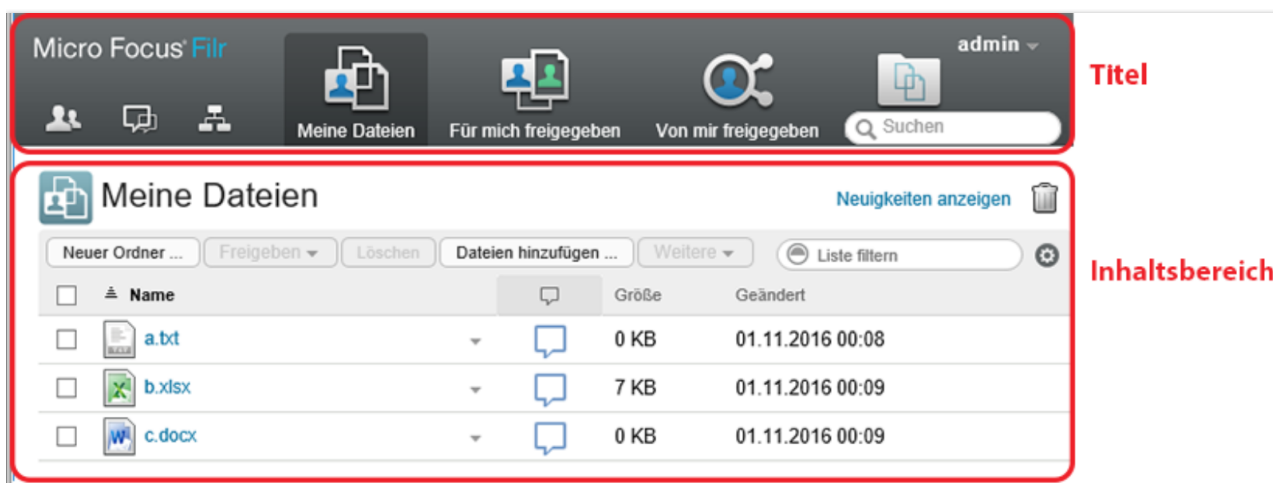 Micro Focus® Filr
admin
Titel
Meine Dateien
Für mich freigegeben
Von mir freigegeben
Suchen
Meine Dateien
Neuigkeiten anzeigen
Neuer Ordner ...
Freigeben
Löschen
Dateien hinzufügen ...
Weitere
Liste filtern
Inhaltsbereich
Name
Größe
Geändert
a.txt
0 KB
01.11.2016 00:08
b.xlsx
7 KB
01.11.2016 00:09
c.docx
0 KB
01.11.2016 00:09